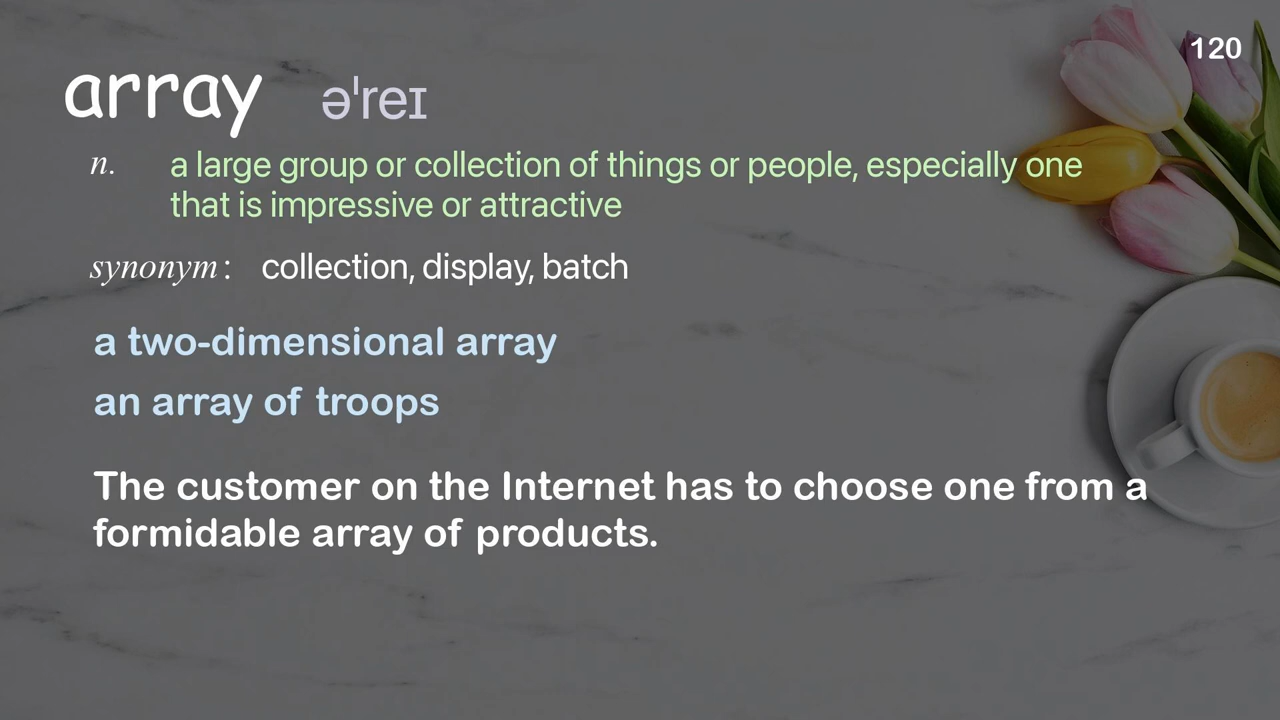 120
array əˈreɪ
n. a large group or collection of things or people, especially one
that is impressive or attractive
synonym: collection, display, batch
a two-dimensional array
an array of troops
The customer on the Internet has to choose one from a
formidable array of products.